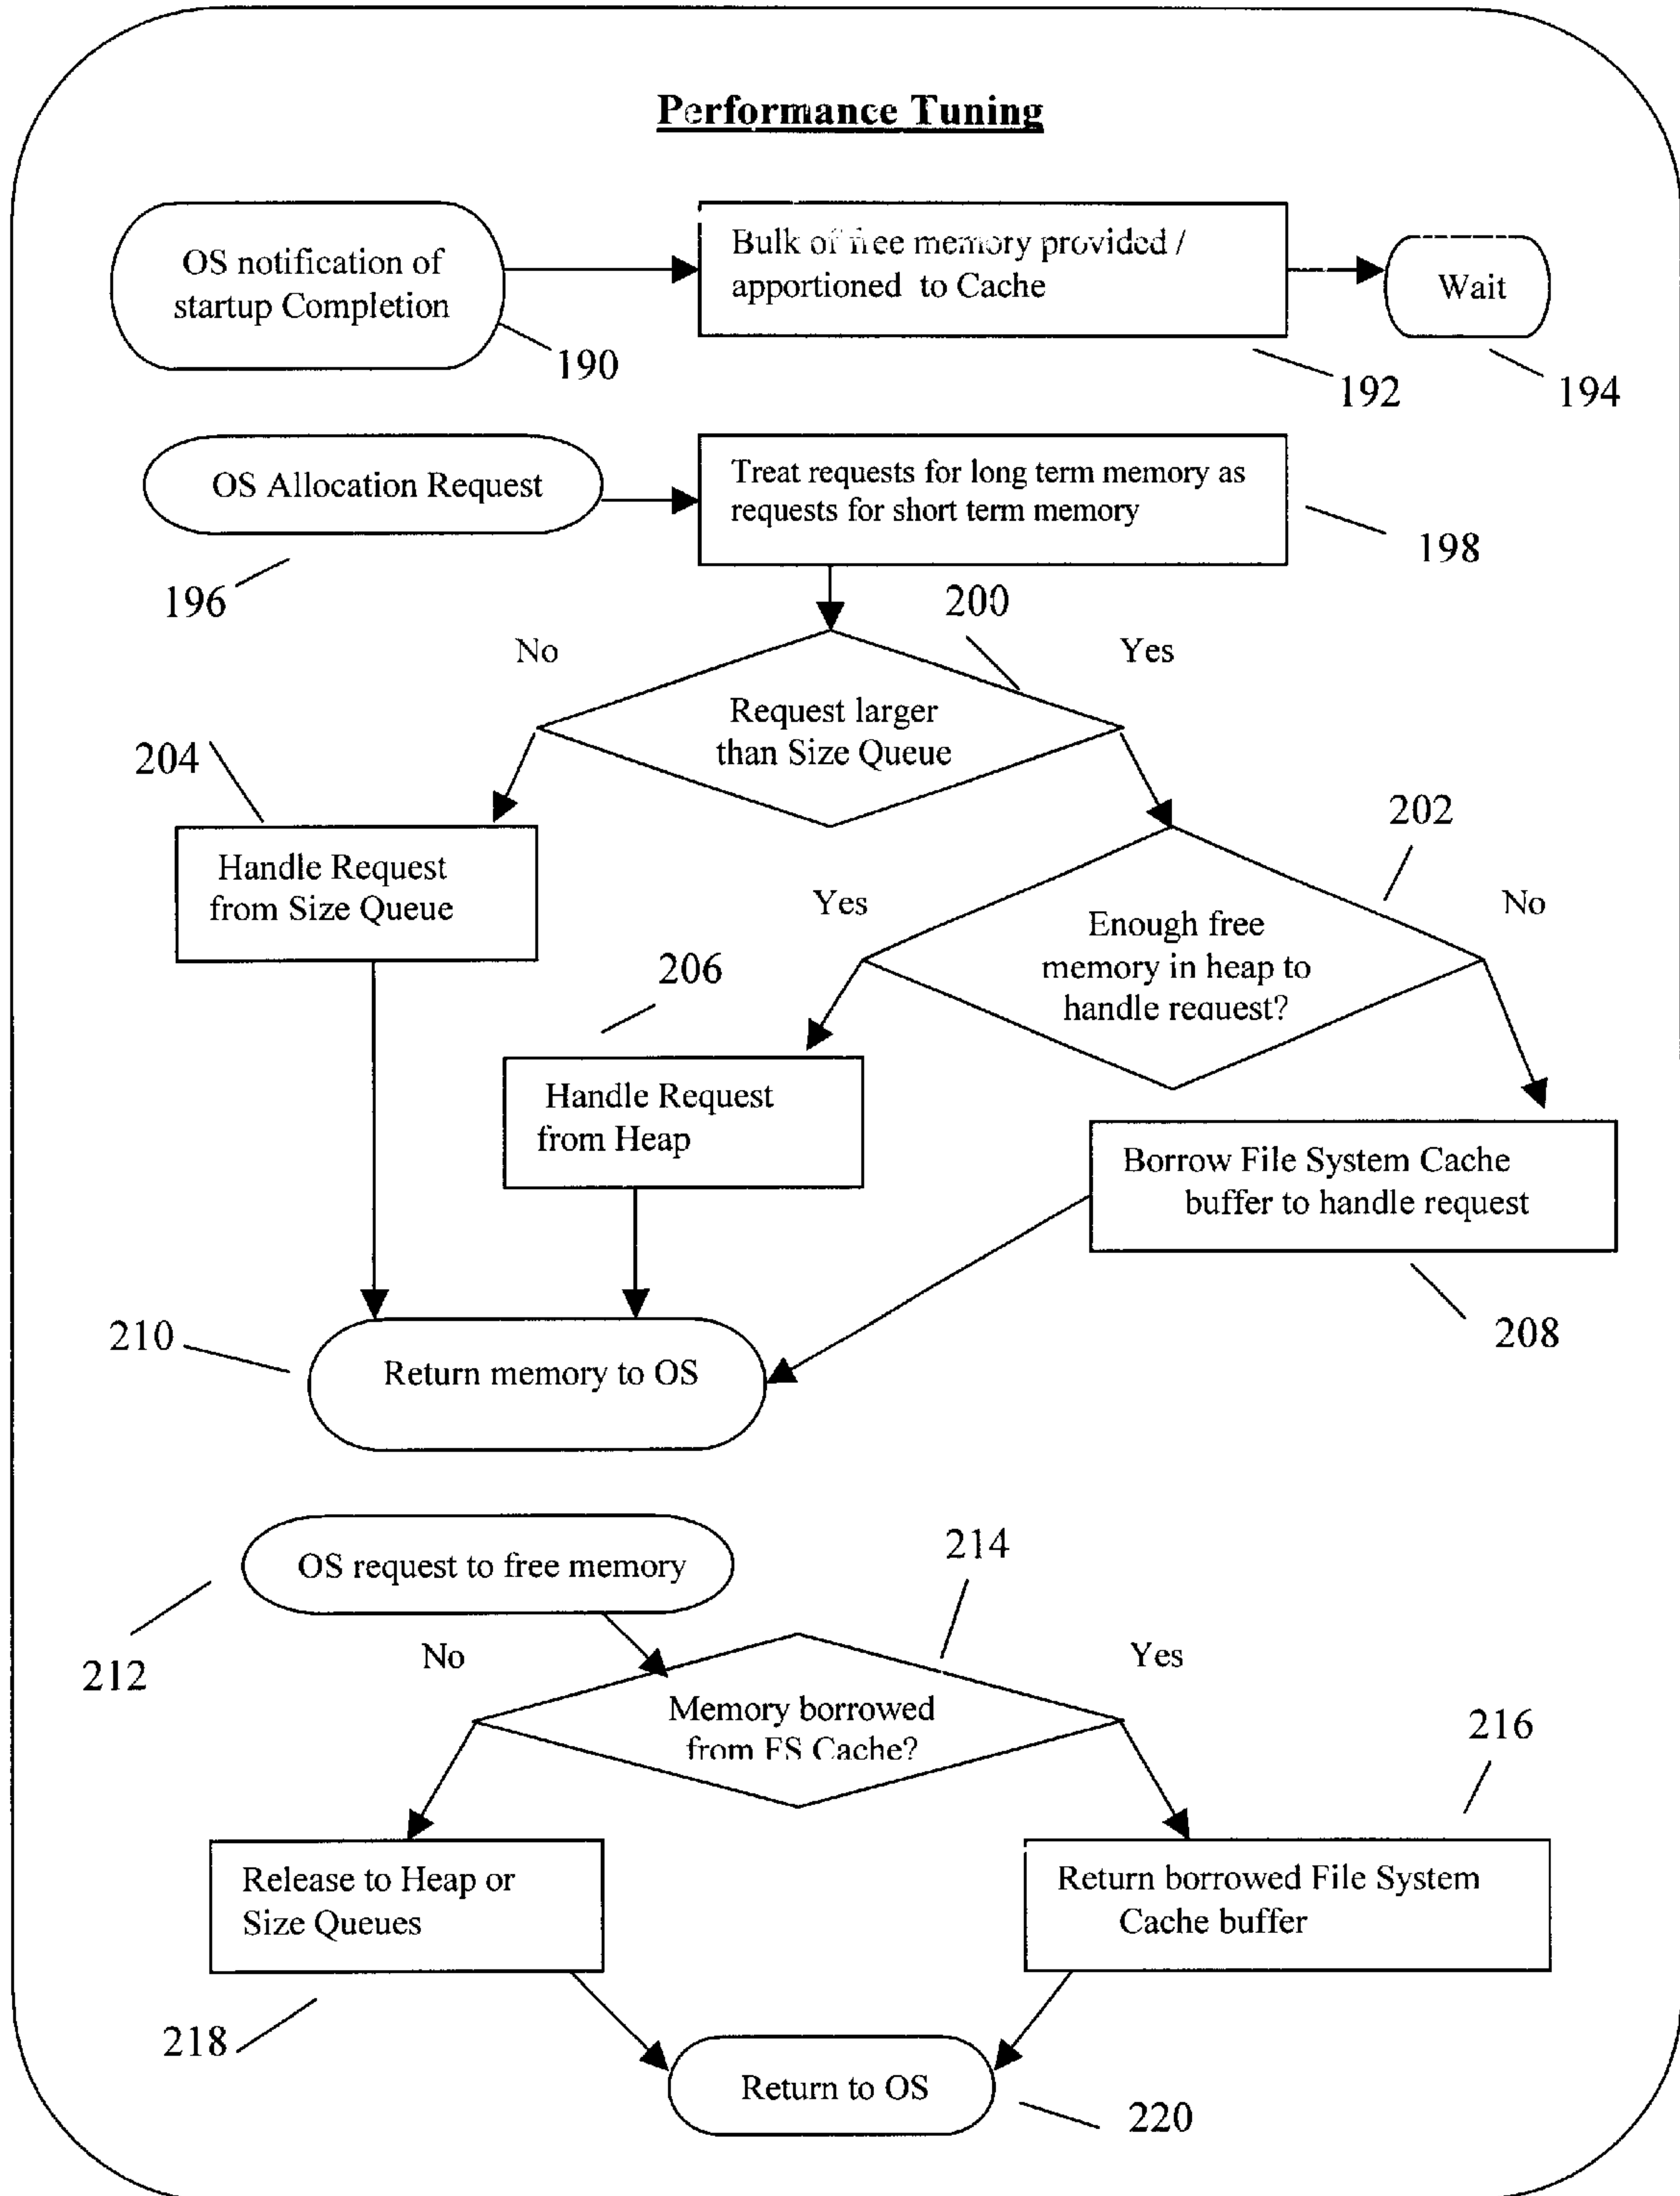 Performance Tuning
OS notification of
startup Completion
190
Bulk of free memory provided /
apportioned to Cache
192
Wait
194
OS Allocation Request
196
Treat requests for long term memory as
requests for short term memory
198
200
No
Yes
Request larger
than Size Queue
204
Handle Request
from Size Queue
202
Yes
No
Enough free
memory in heap to
handle request?
206
Handle Request
from Heap
Borrow File System Cache
buffer to handle request
208
210
Return memory to OS
OS request to free memory
212
214
No
Yes
Memory borrowed
from FS Cache?
216
Release to Heap or
Size Queues
218
Return borrowed File System
Cache buffer
Return to OS
220